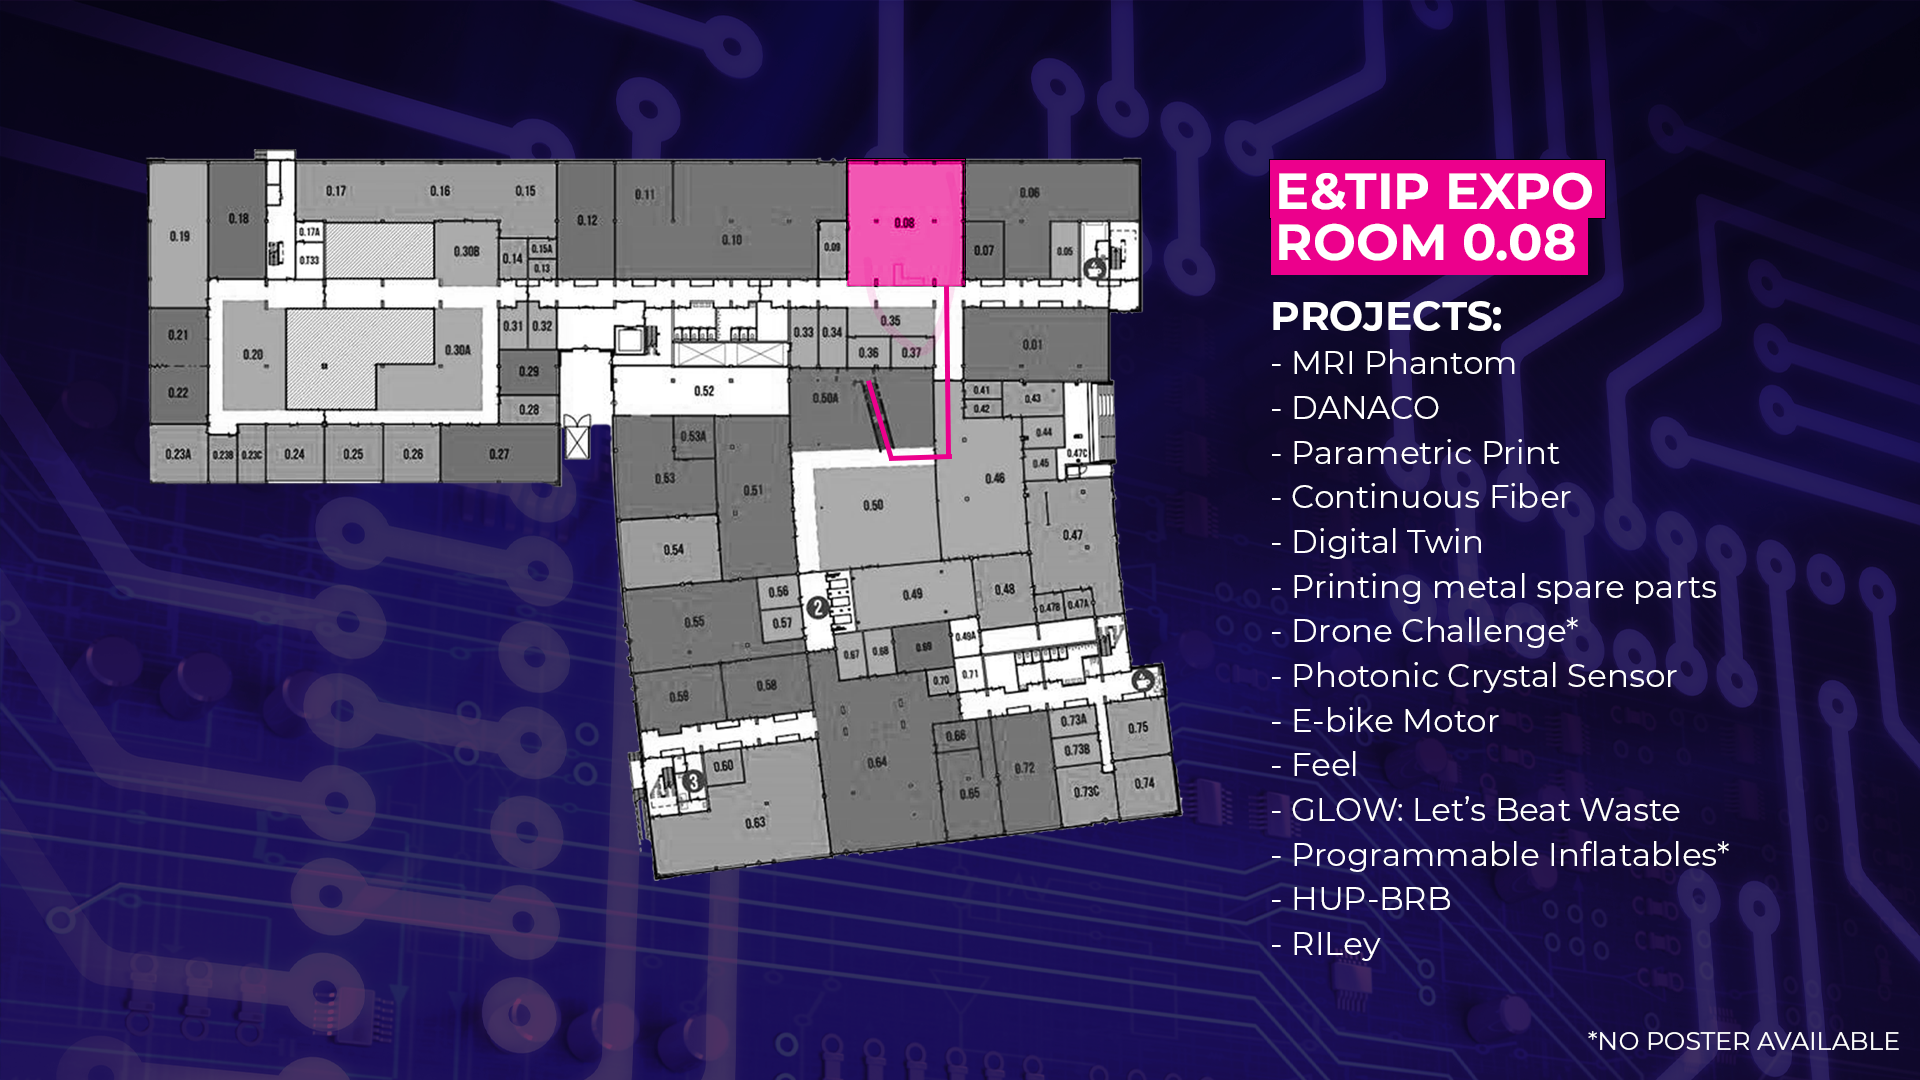 E&TIP EXPO
ROOM 0.08
PROJECTS:
- MRI Phantom
- DANACO
- Parametric Print
- Continuous Fiber
- Digital Twin
- Printing metal spare parts
- Drone Challenge*
- Photonic Crystal Sensor
- E-bike Motor
- Feel
- GLOW: Let’s Beat Waste
- Programmable Inflatables*
- HUP-BRB
- RILey
*NO POSTER AVAILABLE
0.17 0.16 0.15 0.11 0.06
0.18 0.12
0.19 0.17A 0.10 0.08
0.30B 0.15A 0.09 0.07 0.05
0.733 0.14 0.13
0.21 0.31 0.32 0.33 0.34 0.35 0.01
0.20 0.30A 0.36 0.37
0.22 0.29 0.52 0.50A 0.41 0.43
0.28 0.42
0.23A 0.23B 0.23C 0.24 0.25 0.26 0.27 0.53A 0.44 0.47C
0.53 0.51 0.50 0.46 0.45
0.54 0.47
0.56 2 0.49 0.48
0.55 0.57 0.47B 0.47A
0.67 0.68 0.69 0.49A
0.59 0.58 0.70 0.71
0.66 0.73A 0.75
0.60 0.64 0.73B
3 0.65 0.72 0.73C 0.74
0.63